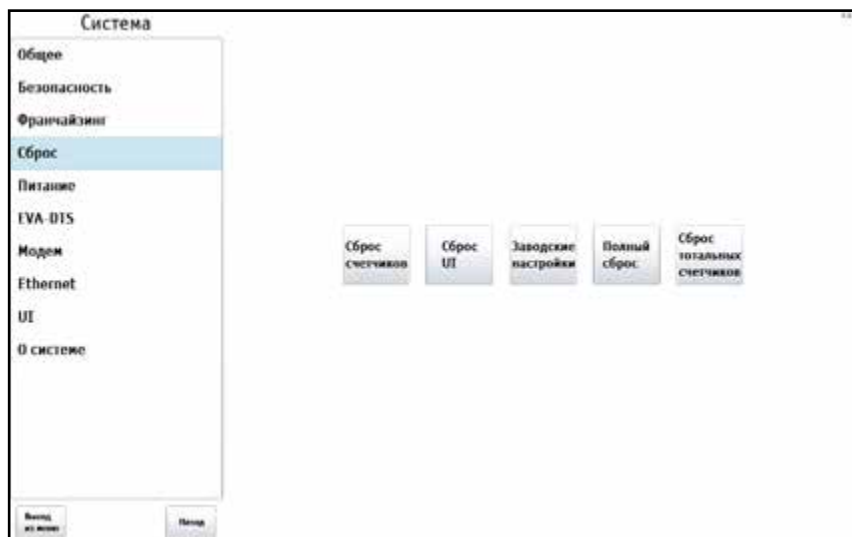 Система
Общее
Безопасность
Франчайзинг
Сброс
Питание
EVA-DTS
Модем
Ethernet
UI
О системе
Сброс
счетчиков
Сброс
UI
Заводские
настройки
Полный
сброс
Сброс
тотальных
счетчиков
Выход
из меню
Назад